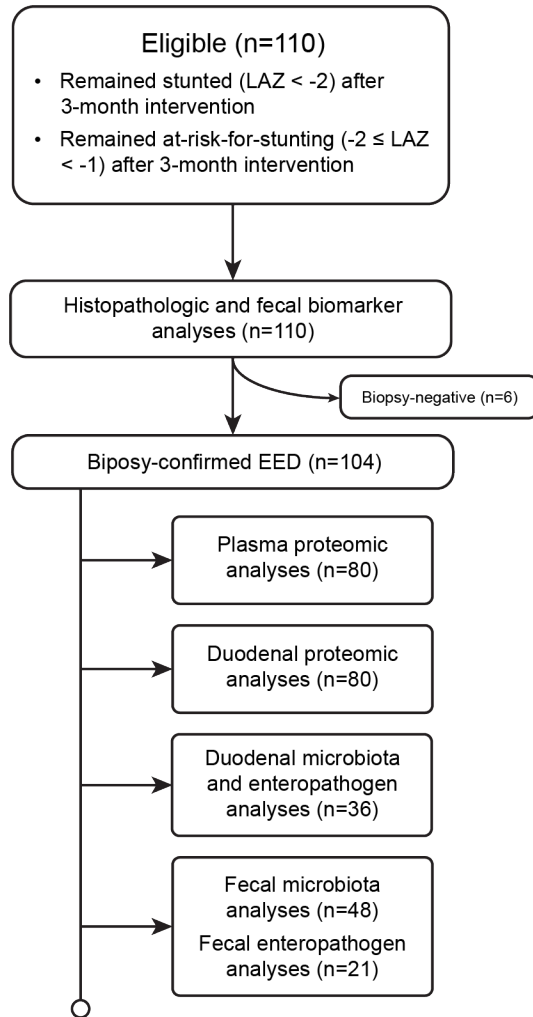 Eligible (n=110)
• Remained stunted (LAZ < -2) after
3-month intervention
• Remained at-risk-for-stunting (-2 ≤ LAZ
< -1) after 3-month intervention
Histopathologic and fecal biomarker
analyses (n=110)
Biopsy-negative (n=6)
Biposy-confirmed EED (n=104)
Plasma proteomic
analyses (n=80)
Duodenal proteomic
analyses (n=80)
Duodenal microbiota
and enteropathogen
analyses (n=36)
Fecal microbiota
analyses (n=48)
Fecal enteropathogen
analyses (n=21)